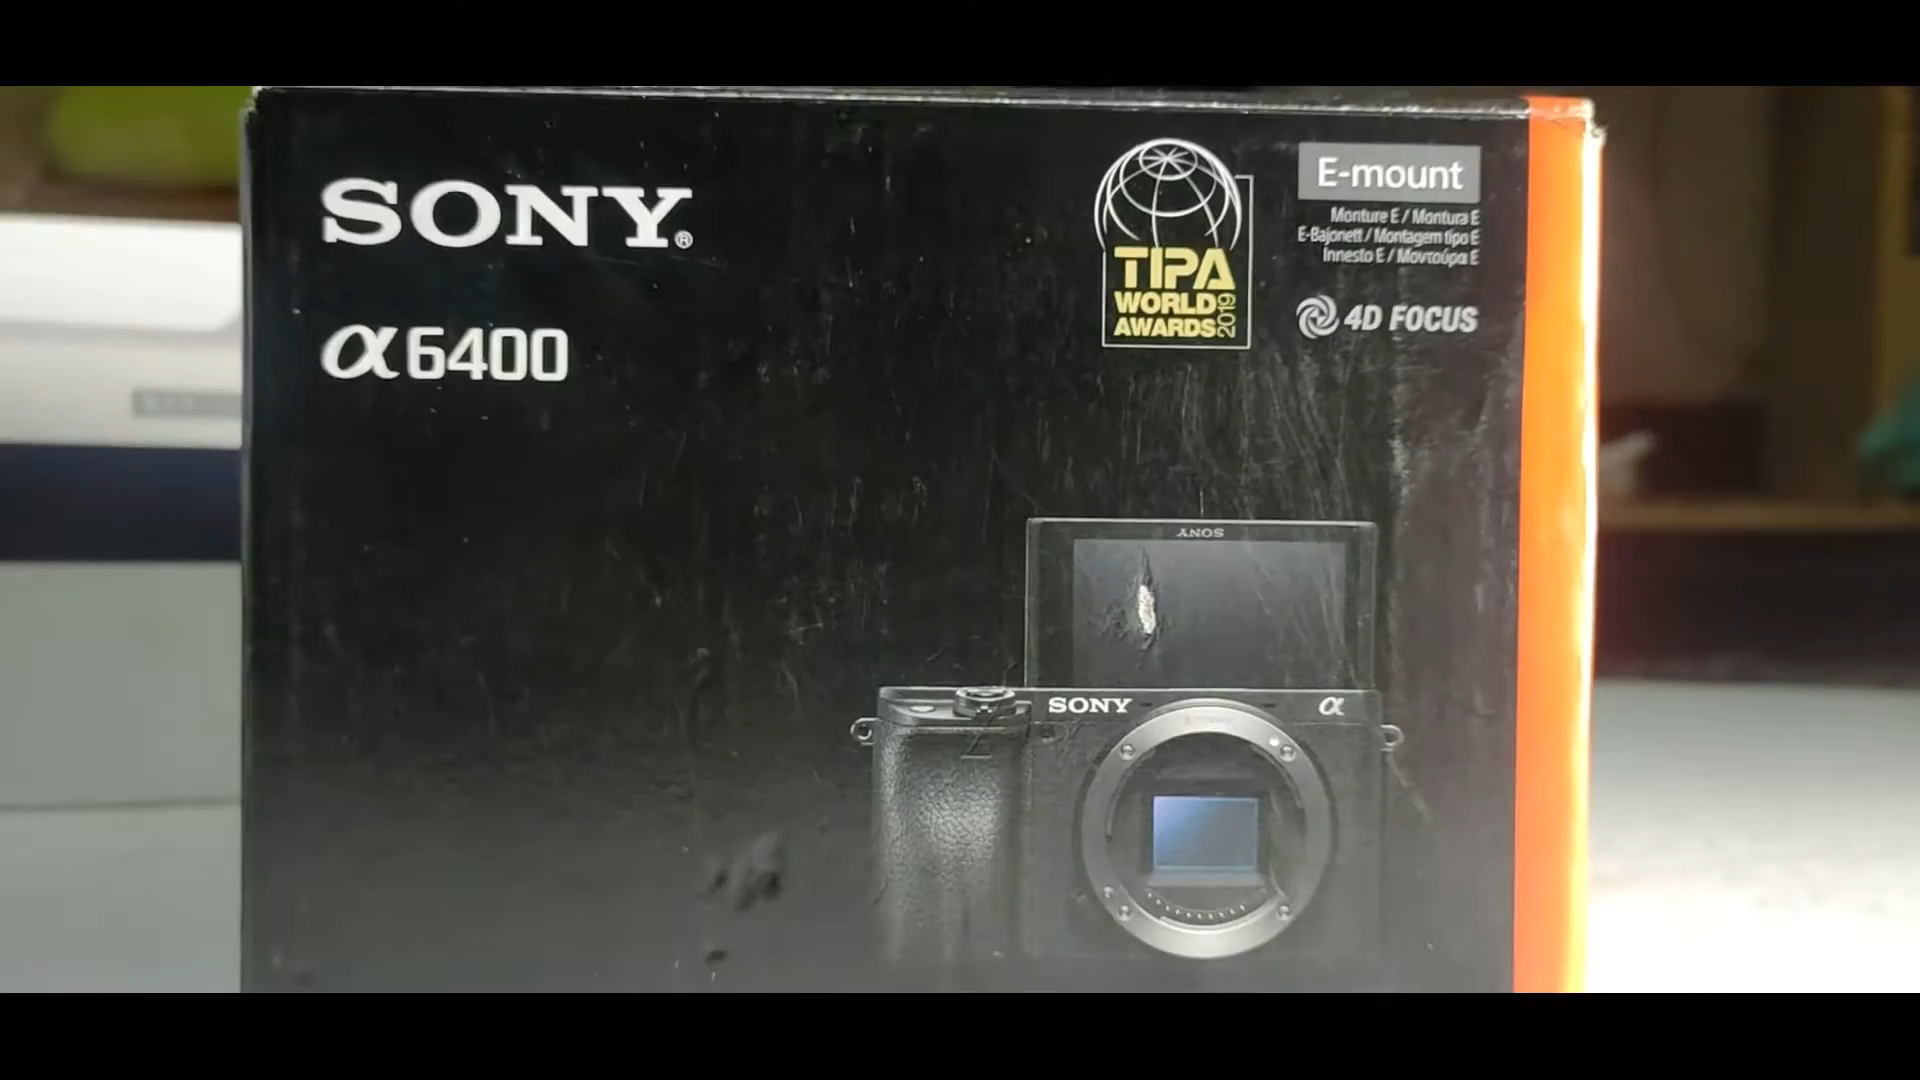 SONY®
α6400
TIPA
WORLD
AWARDS 2019
E-mount
Monture E / Montura E
E-Bajonett / Montagem tipo E
Innesto E / Μοντούρα E
4D FOCUS
SONY
SONY α